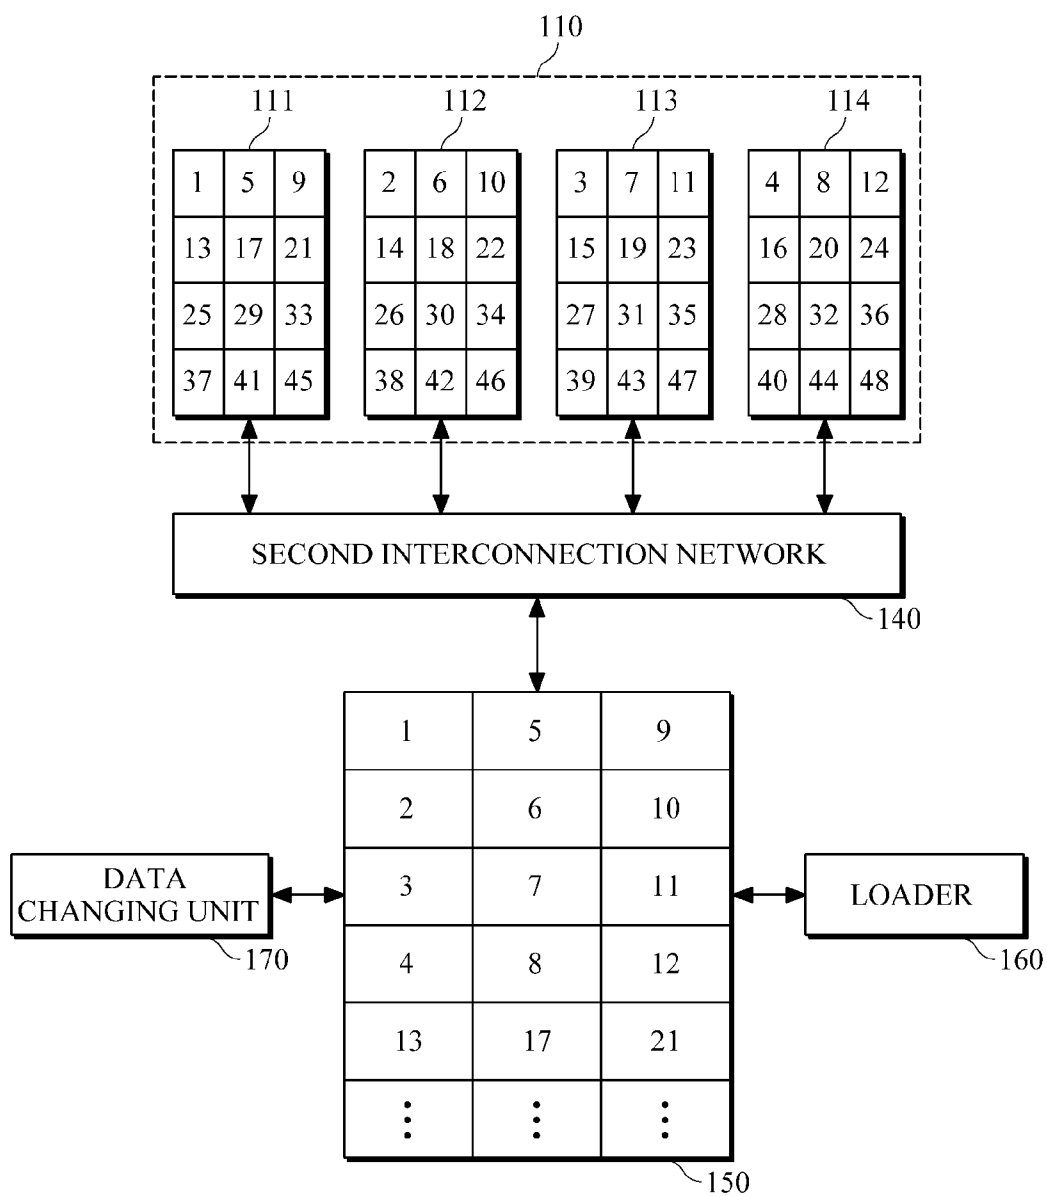 110
111 112 113 114
1 5 9 2 6 10 3 7 11 4 8 12
13 17 21 14 18 22 15 19 23 16 20 24
25 29 33 26 30 34 27 31 35 28 32 36
37 41 45 38 42 46 39 43 47 40 44 48
SECOND INTERCONNECTION NETWORK
140
1 5 9
2 6 10
3 7 11
4 8 12
13 17 21
DATA
CHANGING UNIT
170
LOADER
160
150